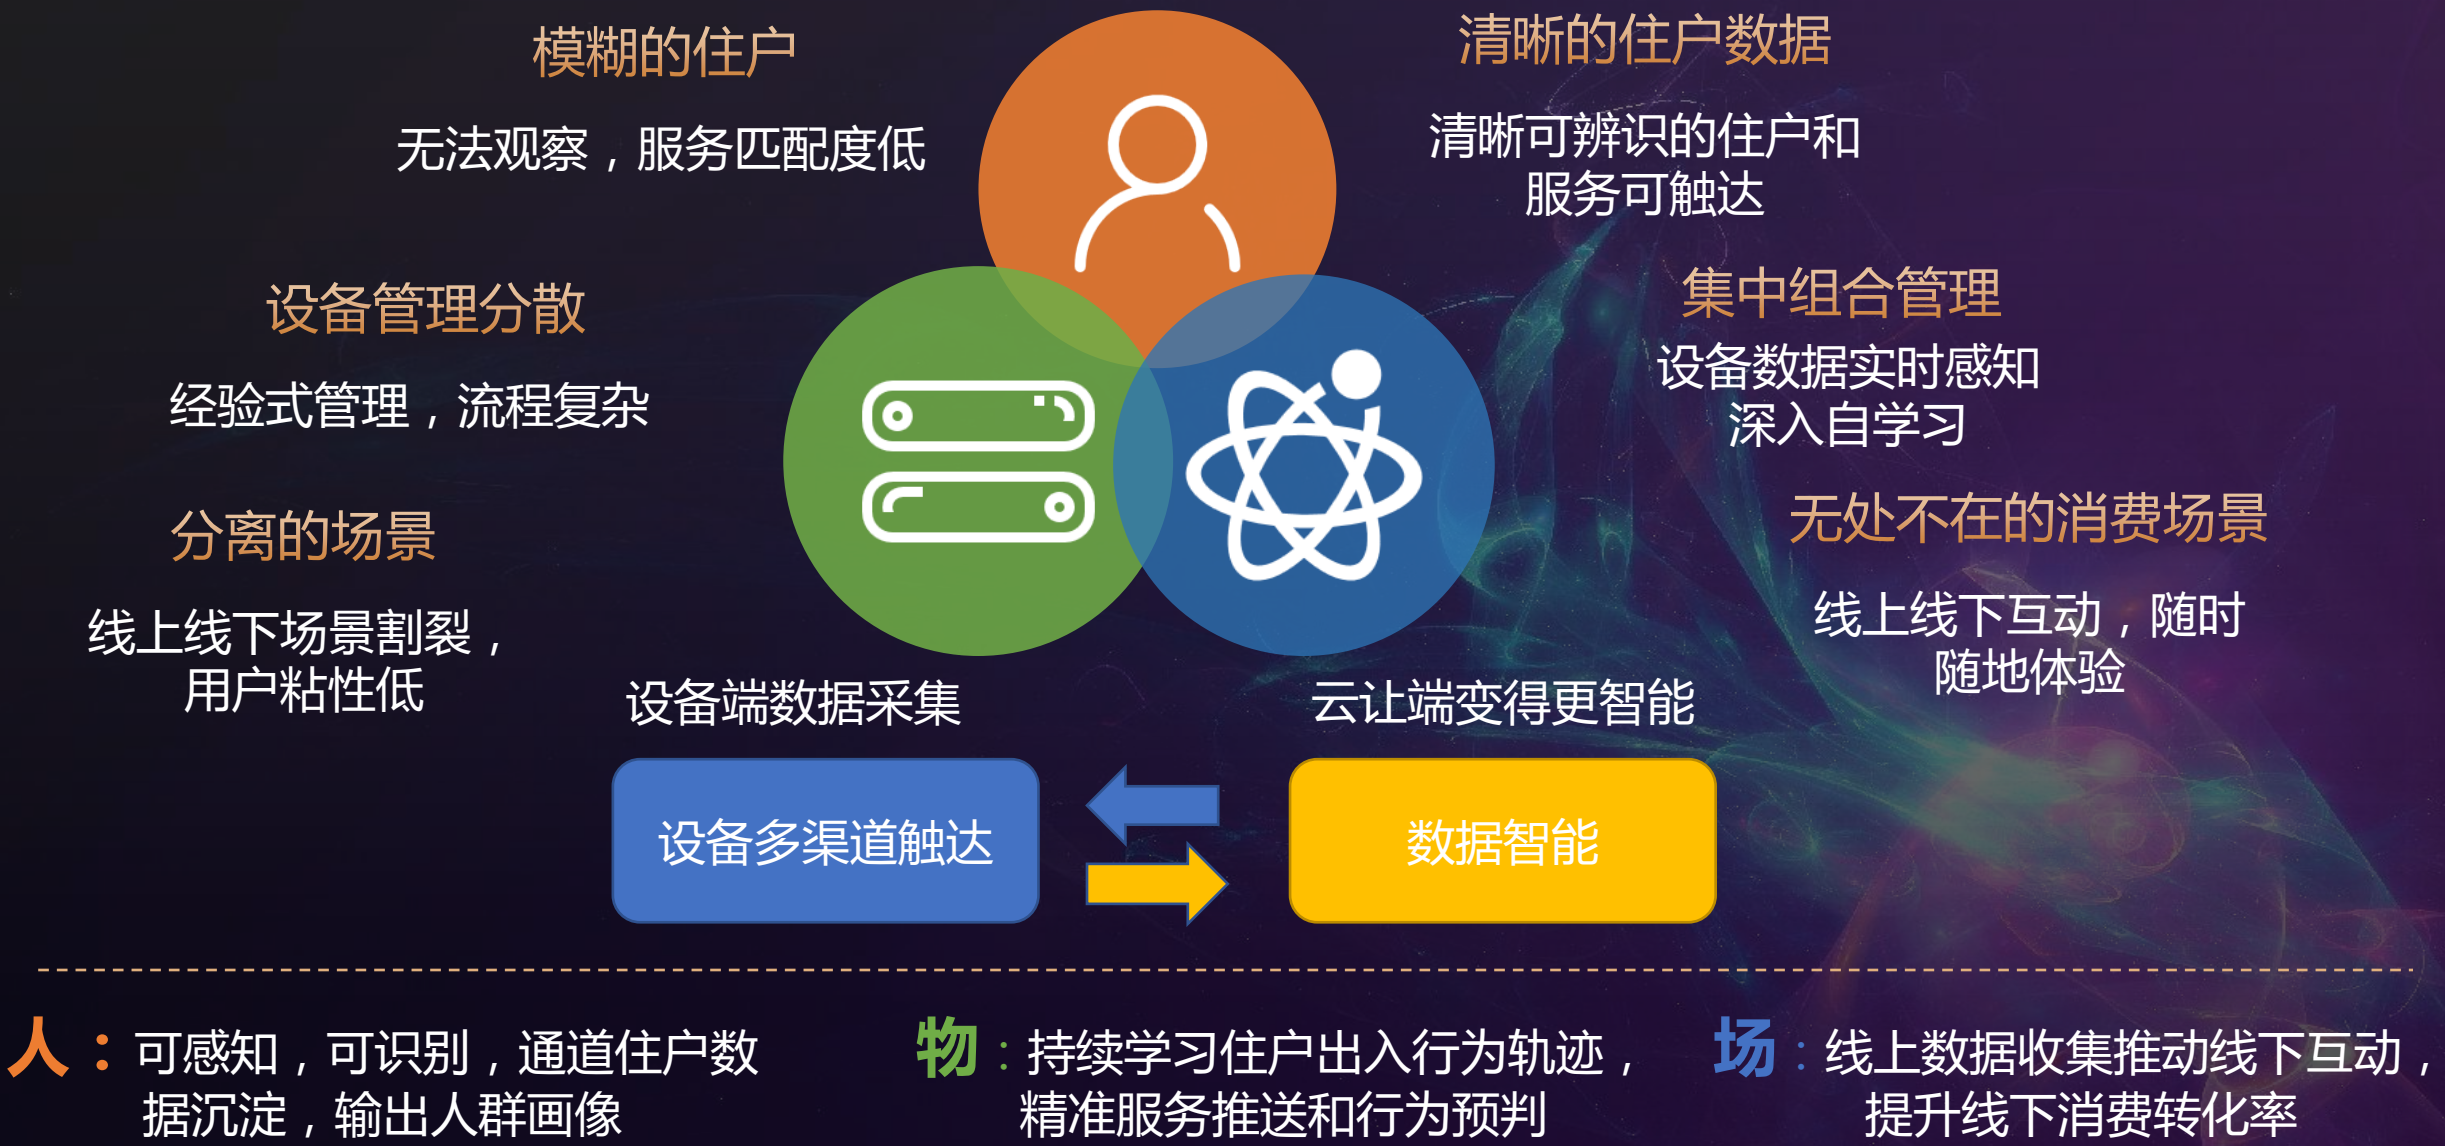 模糊的住户
无法观察，服务匹配度低
设备管理分散
经验式管理，流程复杂
分离的场景
线上线下场景割裂，
用户粘性低
清晰的住户数据
清晰可辨识的住户和
服务可触达
集中组合管理
设备数据实时感知
深入自学习
无处不在的消费场景
线上线下互动，随时
随地体验
设备端数据采集
云让端变得更智能
设备多渠道触达
数据智能
人：可感知，可识别，通道住户数
据沉淀，输出人群画像
物：持续学习住户出入行为轨迹，
精准服务推送和行为预判
场：线上数据收集推动线下互动，
提升线下消费转化率